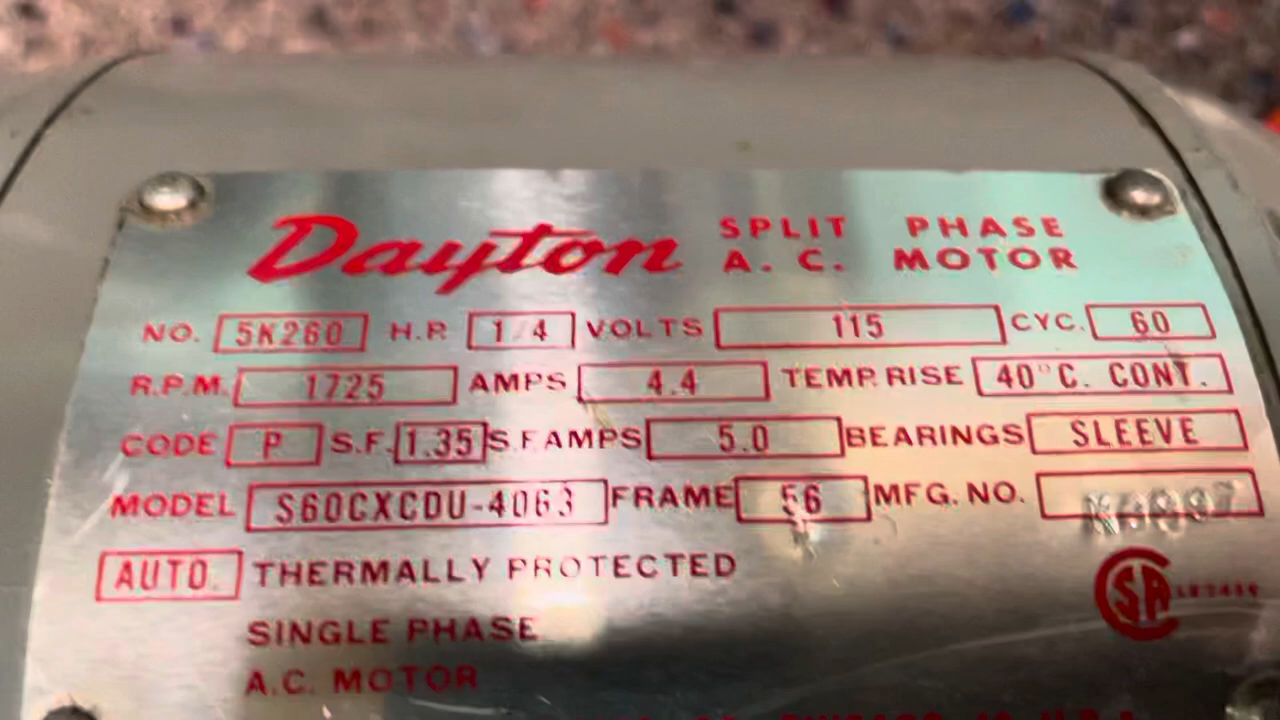 Dayton SPLIT PHASE
A. C. MOTOR
NO. 5K260 H.P. 1/4 VOLTS 115 CYC. 60
R.P.M. 1725 AMPS 4.4 TEMP. RISE 40°C. CONT.
CODE P S.F. 1.35 S.F. AMPS 5.0 BEARINGS SLEEVE
MODEL S60CXCDU-4063 FRAME 56 MFG. NO.
AUTO. THERMALLY PROTECTED
SINGLE PHASE
A.C. MOTOR